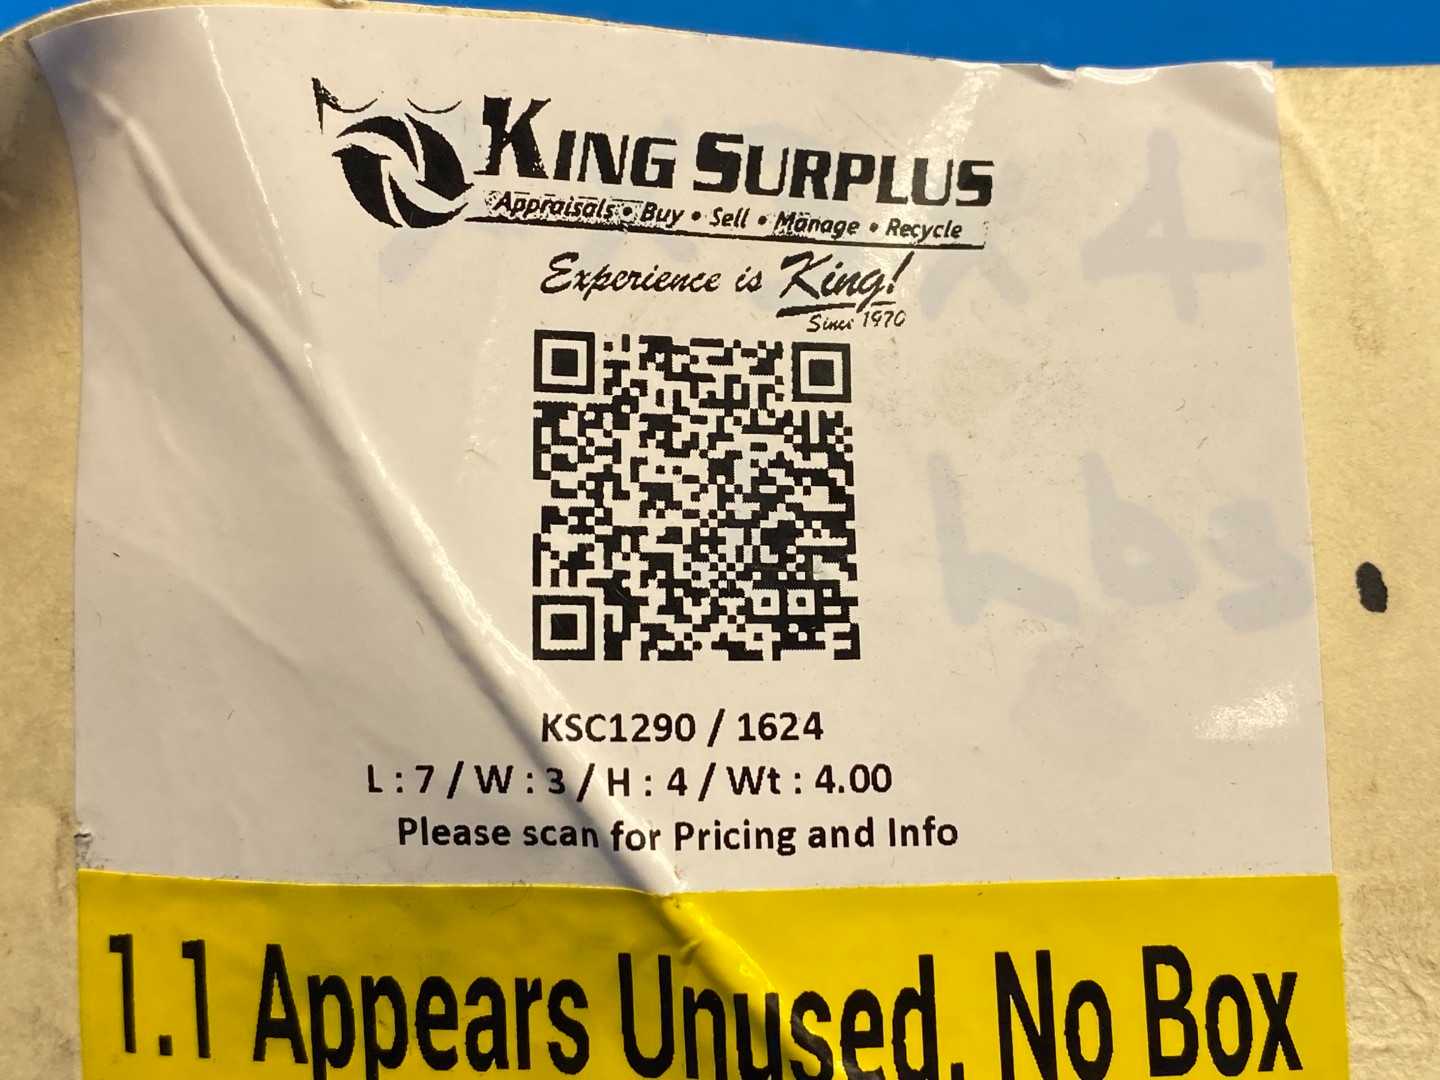 KING SURPLUS
Appraisals • Buy • Sell • Manage • Recycle
Experience is King!
Since 1970
KSC1290 / 1624
L : 7 / W : 3 / H : 4 / Wt : 4.00
Please scan for Pricing and Info
1.1 Appears Unused, No Box